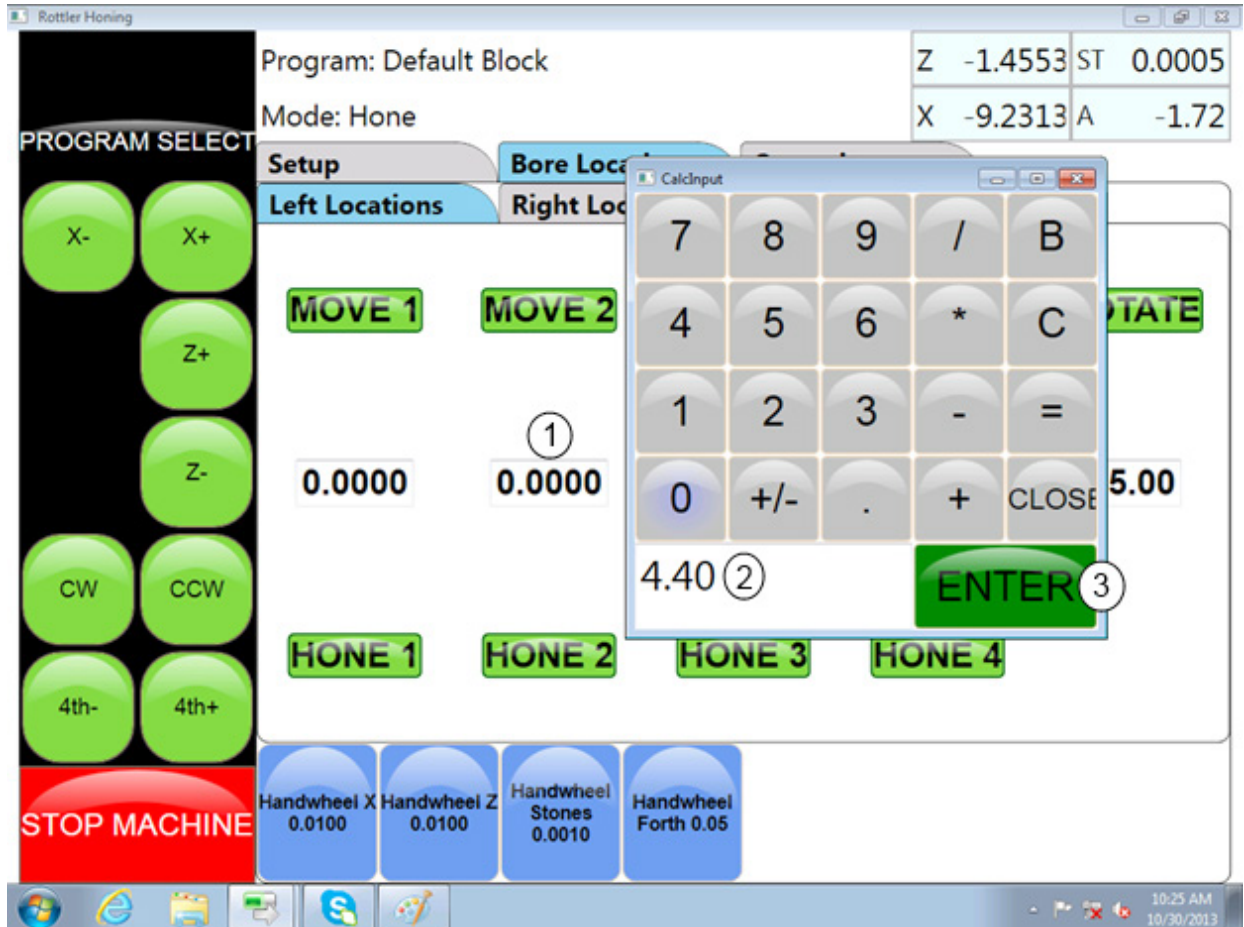 Rottler Honing
Program: Default Block
Z -1.4553 ST 0.0005
Mode: Hone
X -9.2313 A -1.72
PROGRAM SELECT
Setup
Bore Loca
Left Locations
Right Loc
X-
X+
Z+
Z-
CW
CCW
4th-
4th+
STOP MACHINE
MOVE 1
MOVE 2
TATE
1
0.0000
0.0000
5.00
HONE 1
HONE 2
HONE 3
HONE 4
CalcInput
7 8 9 / B
4 5 6 * C
1 2 3 - =
0 +/- . + CLOSE
4.40 2
ENTER 3
Handwheel X
0.0100
Handwheel Z
0.0100
Handwheel
Stones
0.0010
Handwheel
Forth 0.05
10:25 AM
10/30/2013